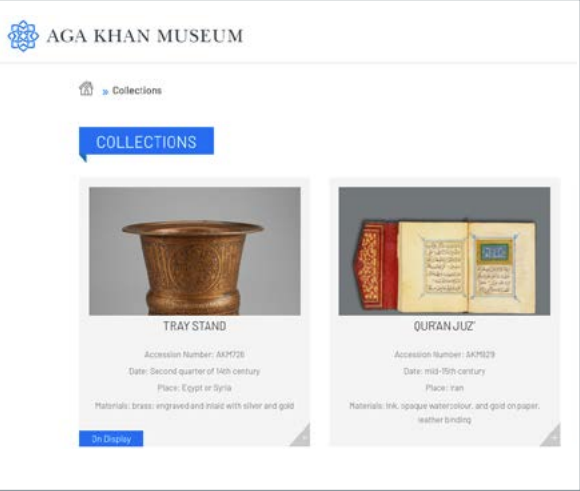 AGA KHAN MUSEUM
» Collections
COLLECTIONS
TRAY STAND
Accession Number: AKM726
Date: Second quarter of 14th century
Place: Egypt or Syria
Materials: brass; engraved and inlaid with silver and gold
On Display
QUR'AN JUZ'
Accession Number: AKM929
Date: mid-15th century
Place: Iran
Materials: Ink, opaque watercolour, and gold on paper,
leather binding